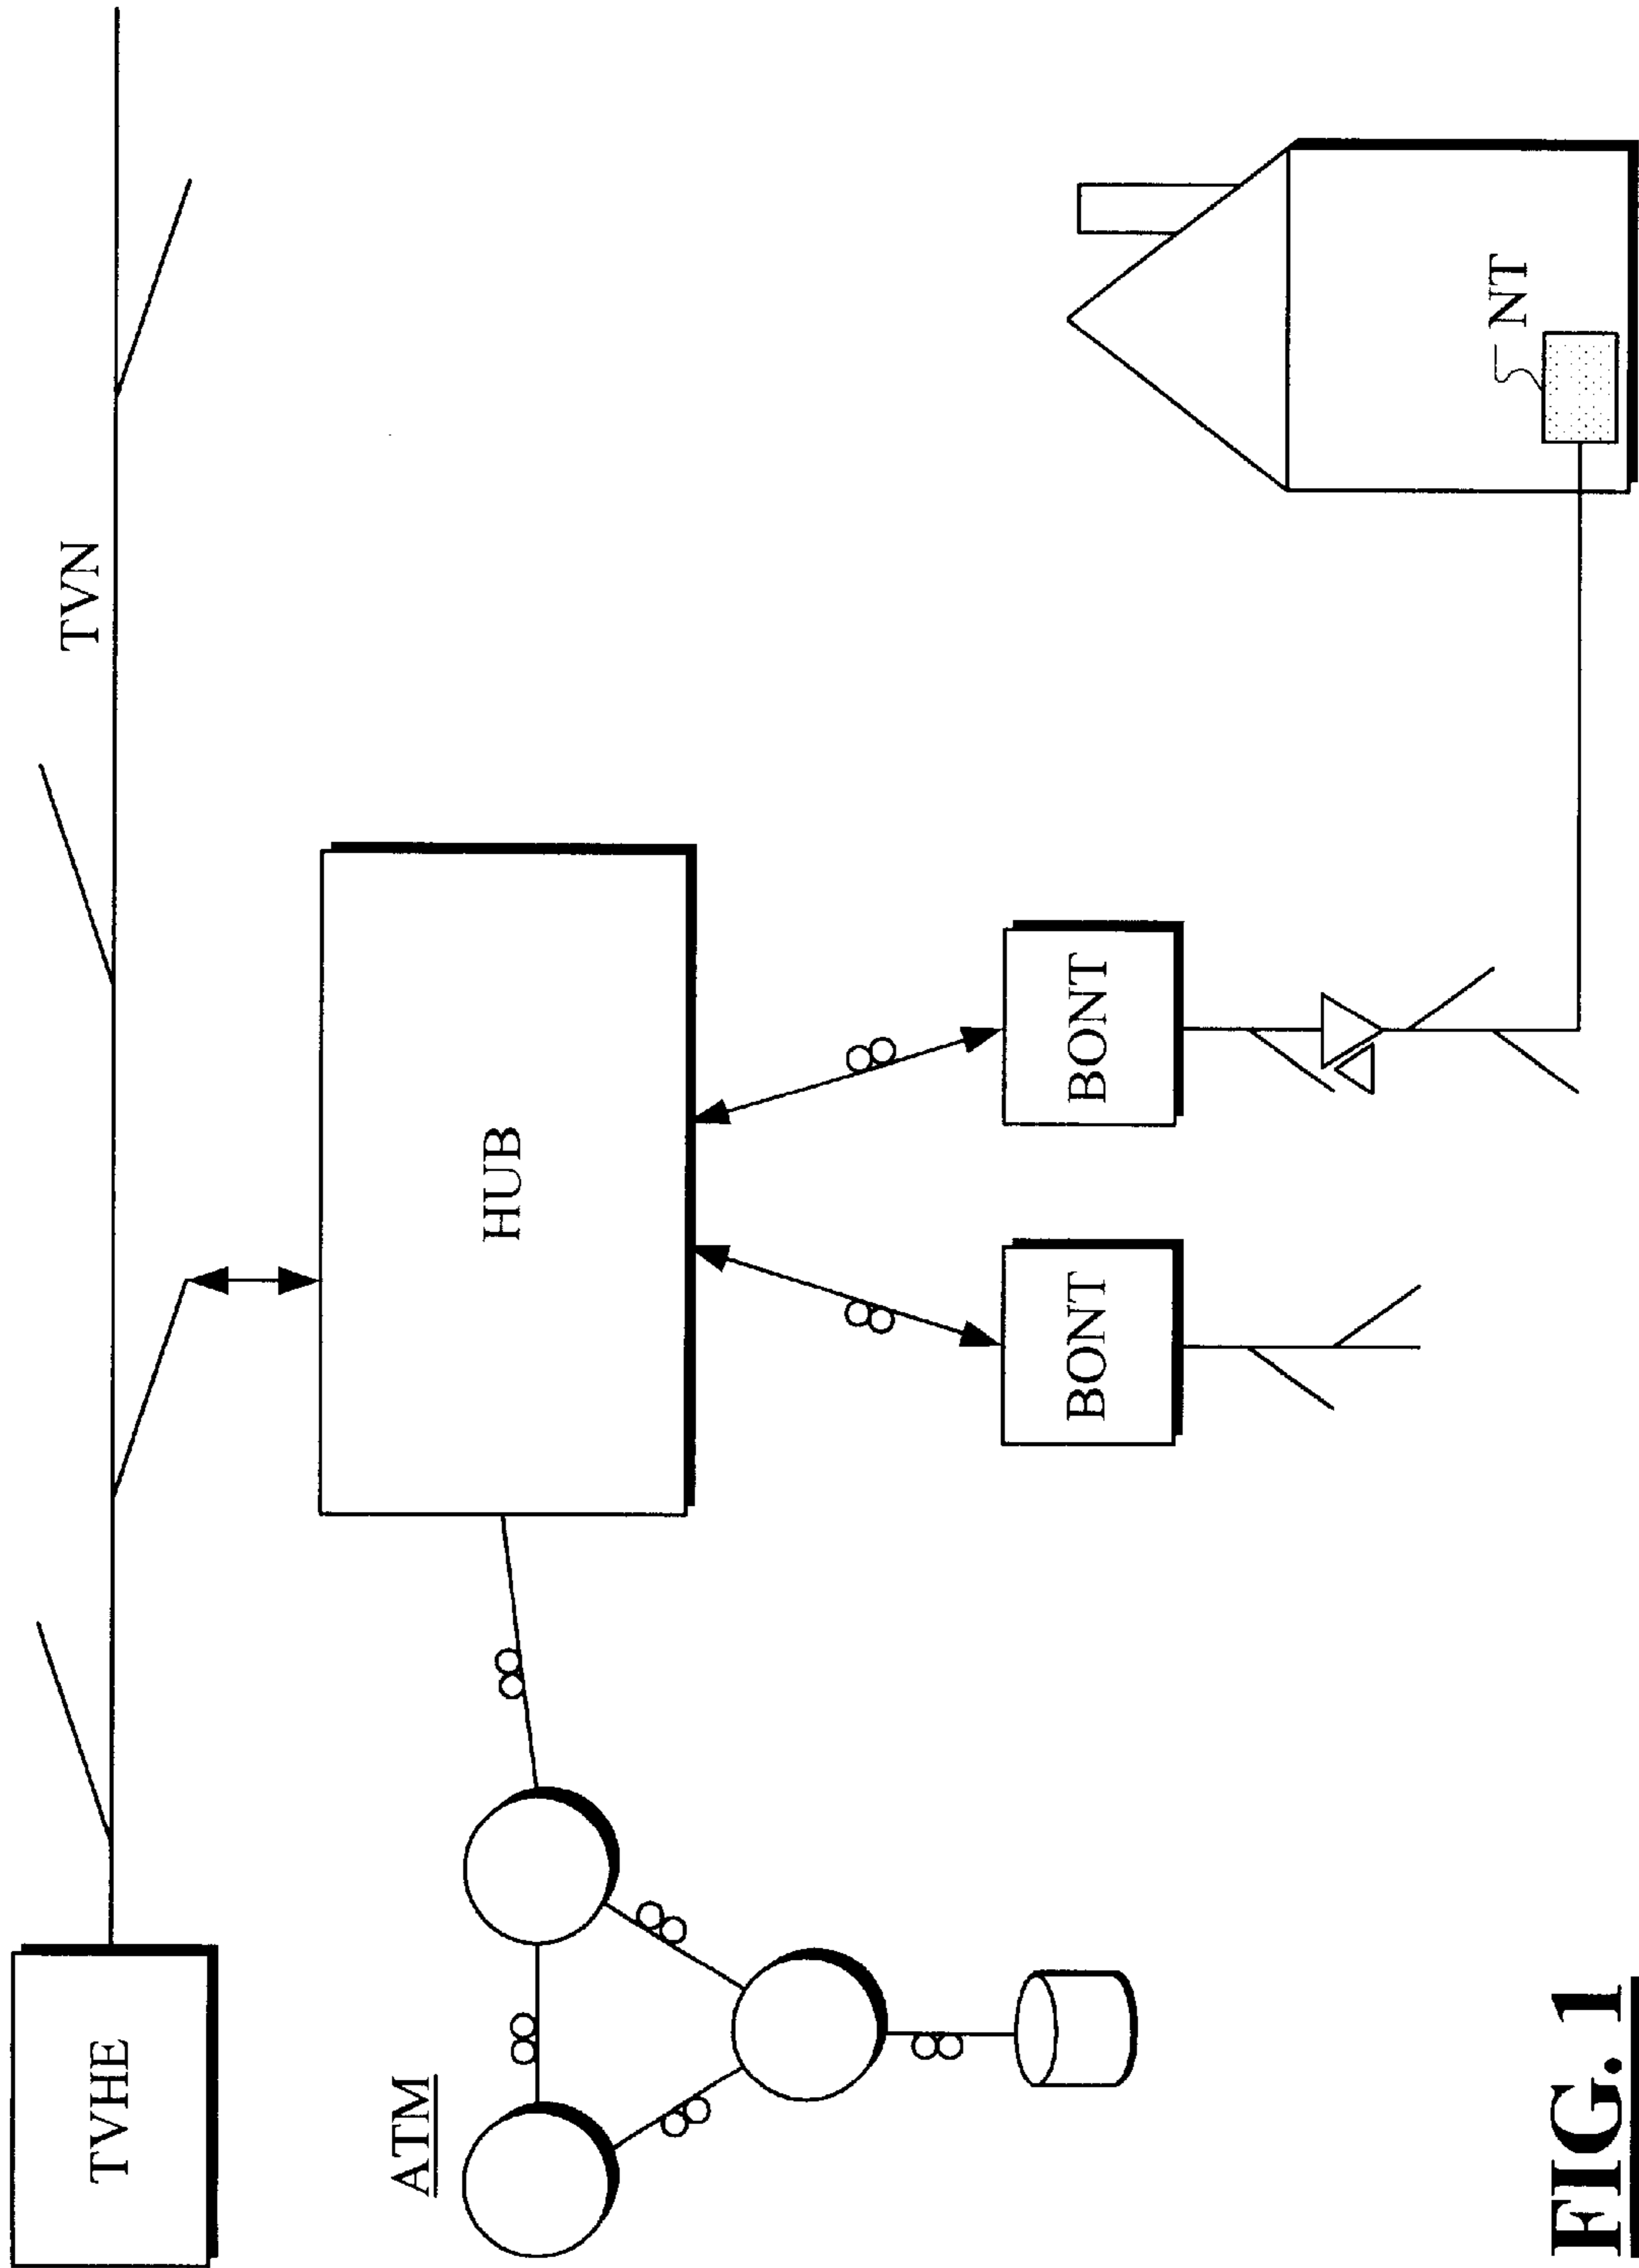 TVHE
TVN
ATM
HUB
BONT
BONT
NT
FIG. 1